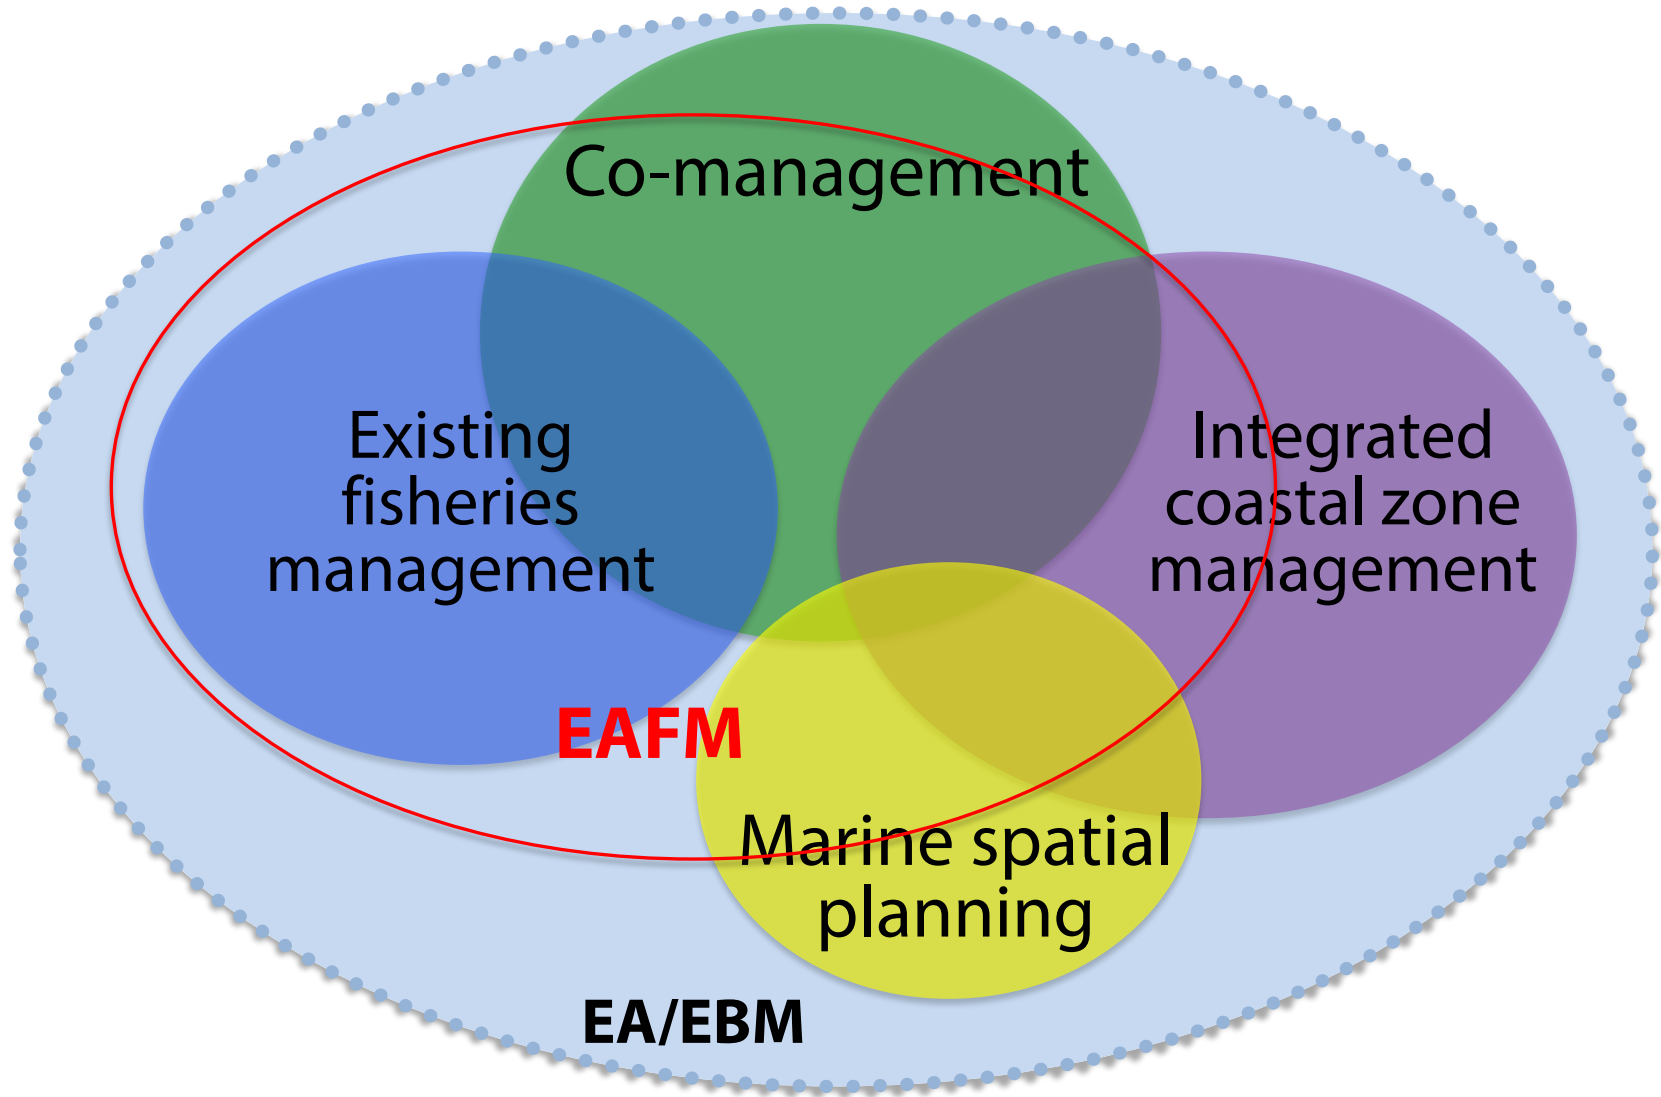 Co-management
Existing
fisheries
management
Integrated
coastal zone
management
EAFM
Marine spatial
planning
EA/EBM